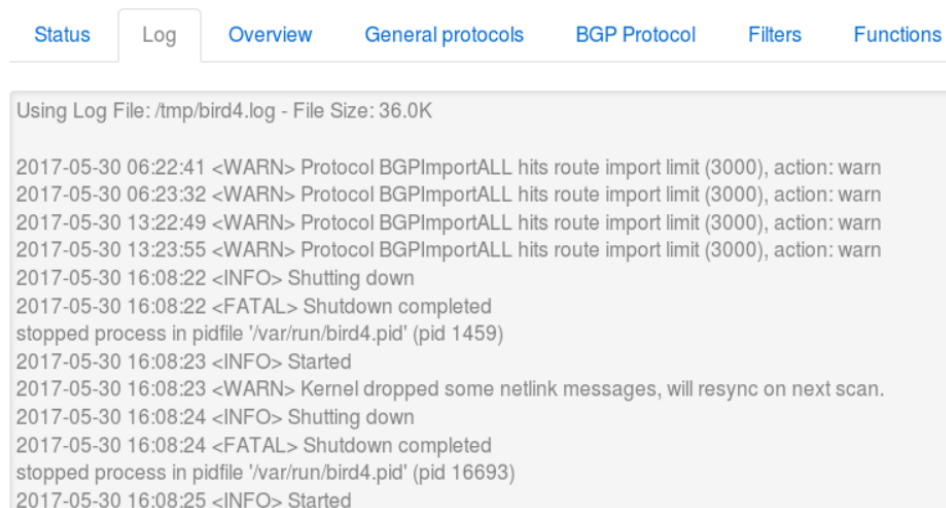 Status Log Overview General protocols BGP Protocol Filters Functions
Using Log File: /tmp/bird4.log - File Size: 36.0K
2017-05-30 06:22:41 <WARN> Protocol BGPImportALL hits route import limit (3000), action: warn
2017-05-30 06:23:32 <WARN> Protocol BGPImportALL hits route import limit (3000), action: warn
2017-05-30 13:22:49 <WARN> Protocol BGPImportALL hits route import limit (3000), action: warn
2017-05-30 13:23:55 <WARN> Protocol BGPImportALL hits route import limit (3000), action: warn
2017-05-30 16:08:22 <INFO> Shutting down
2017-05-30 16:08:22 <FATAL> Shutdown completed
stopped process in pidfile '/var/run/bird4.pid' (pid 1459)
2017-05-30 16:08:23 <INFO> Started
2017-05-30 16:08:23 <WARN> Kernel dropped some netlink messages, will resync on next scan.
2017-05-30 16:08:24 <INFO> Shutting down
2017-05-30 16:08:24 <FATAL> Shutdown completed
stopped process in pidfile '/var/run/bird4.pid' (pid 16693)
2017-05-30 16:08:25 <INFO> Started